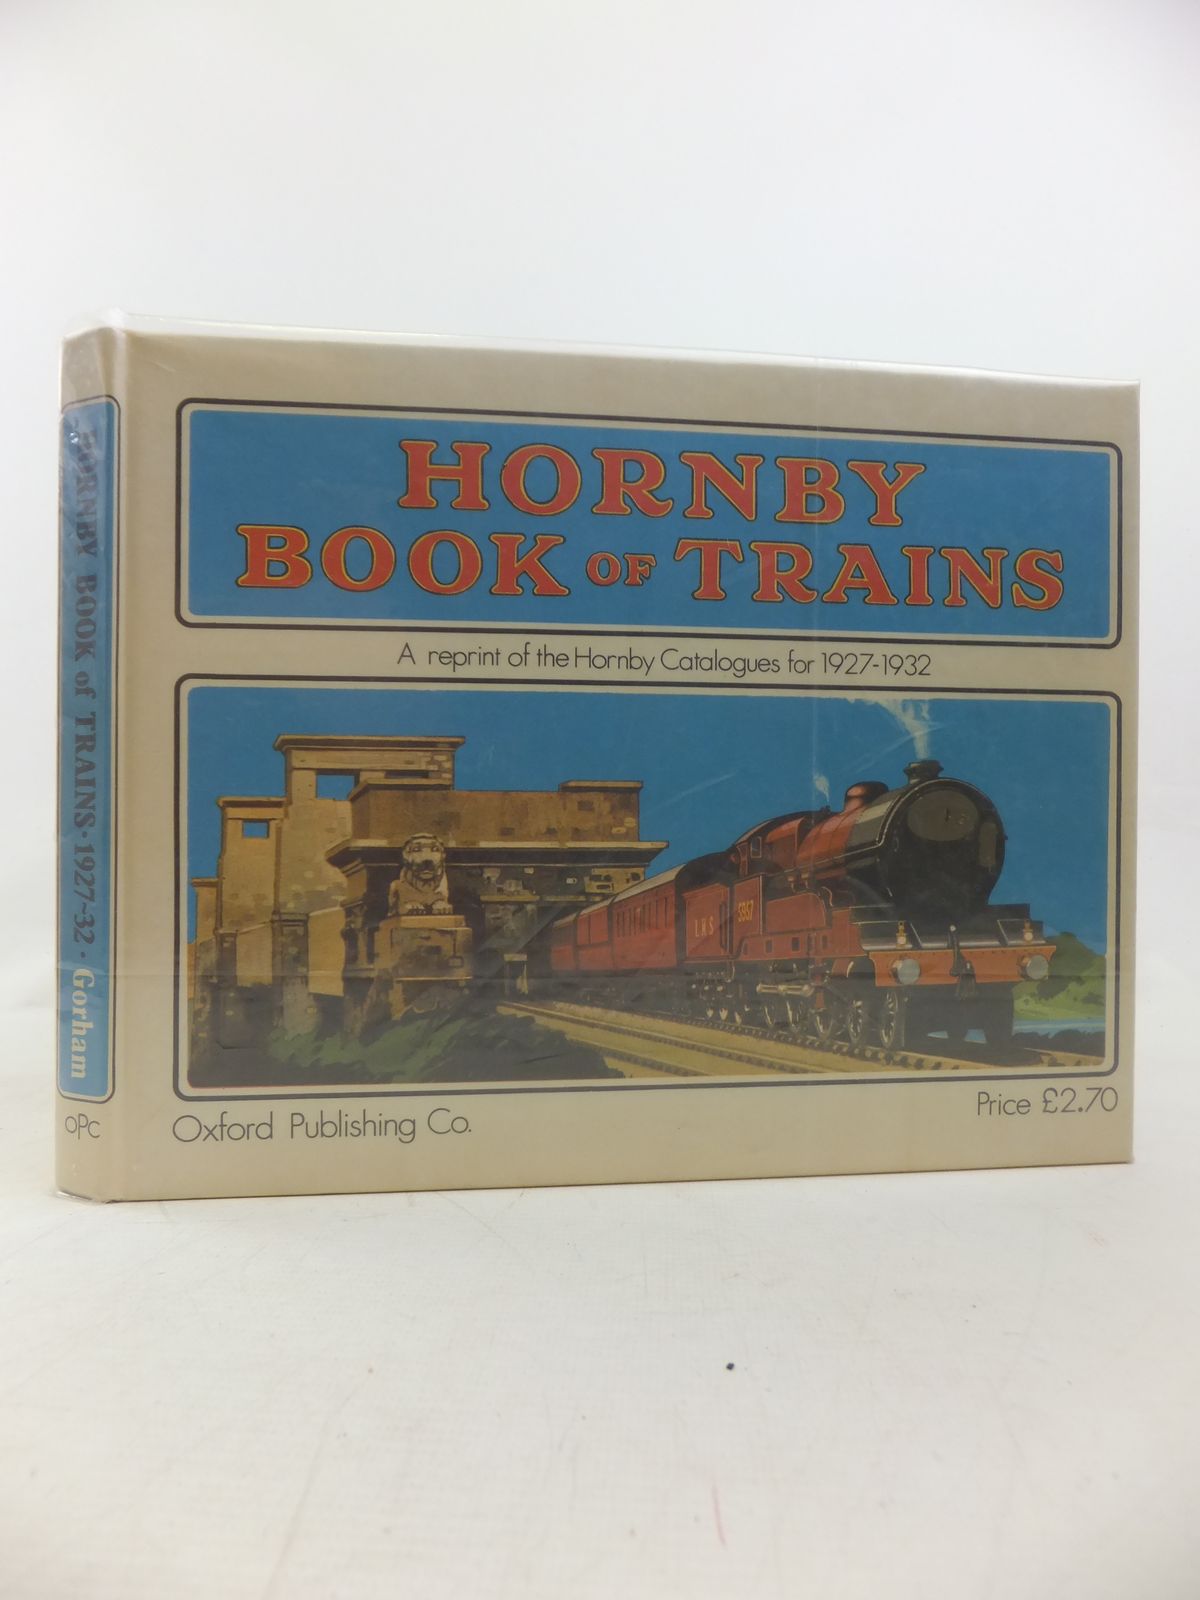 HORNBY
BOOK OF TRAINS
A reprint of the Hornby Catalogues for 1927-1932
L M S
5957
Oxford Publishing Co.
Price £2.70
HORNBY BOOK of TRAINS·1927~32· Gorham
oPc